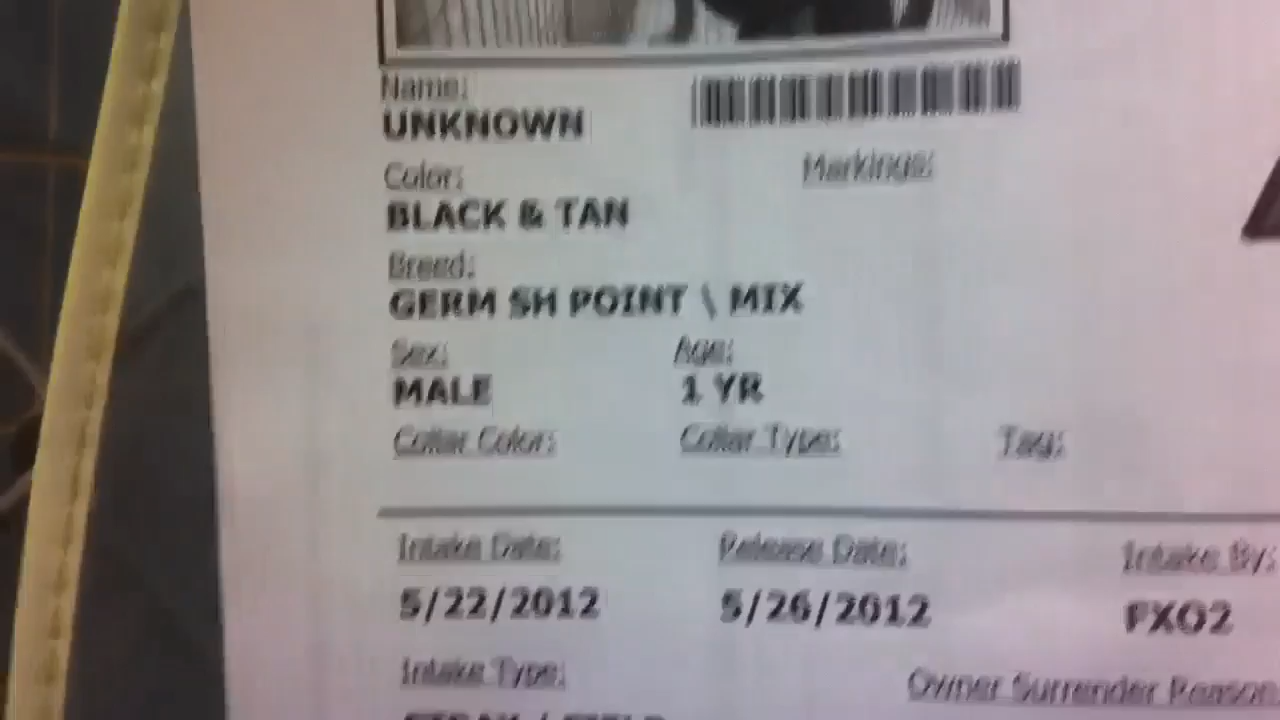 Name:
UNKNOWN
Color:
Markings:
BLACK & TAN
Breed:
GERM SH POINT \ MIX
Sex:
Age:
MALE
1 YR
Collar Color:
Collar Type:
Tag:
Intake Date:
Release Date:
Intake By:
5/22/2012
5/26/2012
FX02
Intake Type:
Owner Surrender Reason